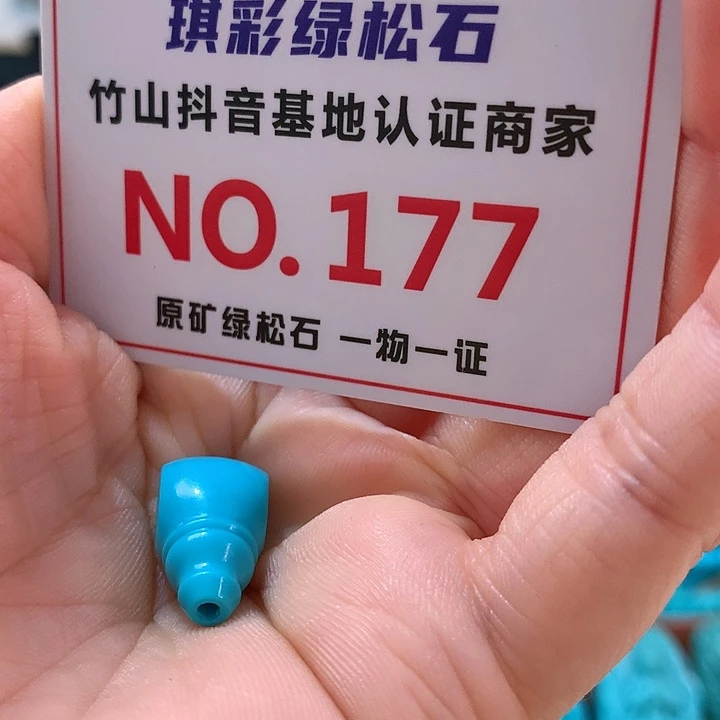 琪彩绿松石
竹山抖音基地认证商家
NO.177
原矿绿松石 一物一证